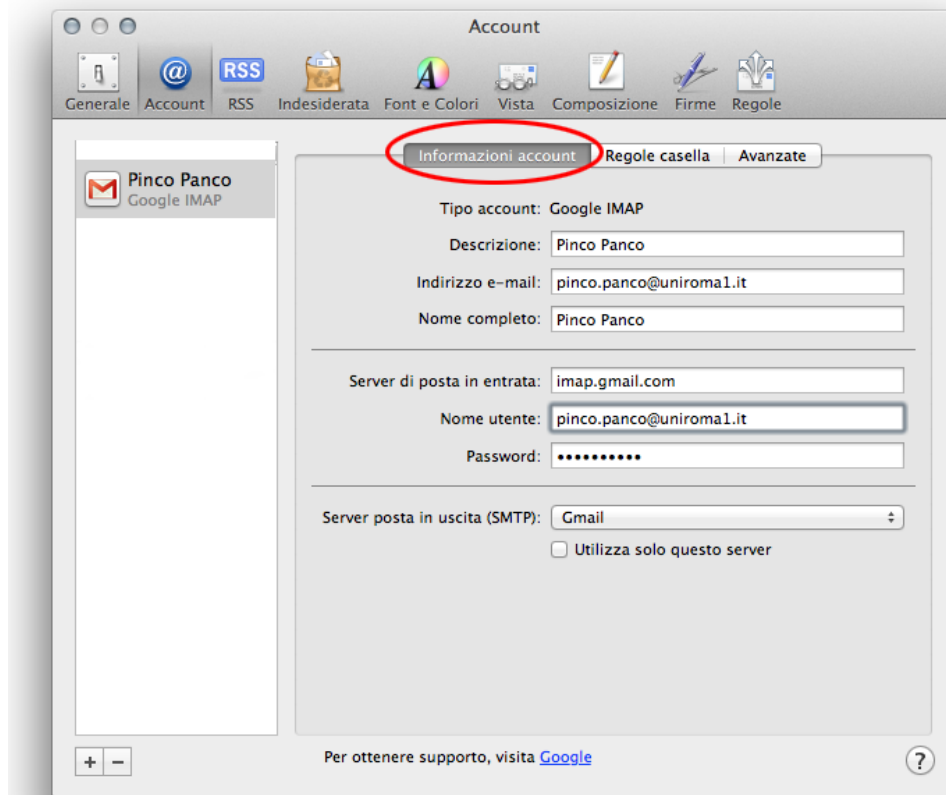 Account
RSS
Generale Account RSS Indesiderata Font e Colori Vista Composizione Firme Regole
Informazioni account Regole casella Avanzate
Pinco Panco
Google IMAP
Tipo account: Google IMAP
Descrizione: Pinco Panco
Indirizzo e-mail: pinco.panco@uniroma1.it
Nome completo: Pinco Panco
Server di posta in entrata: imap.gmail.com
Nome utente: pinco.panco@uniroma1.it
Password: ••••••••••
Server posta in uscita (SMTP): Gmail
Utilizza solo questo server
Per ottenere supporto, visita Google